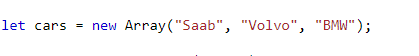 let cars = new Array("Saab", "Volvo", "BMW");